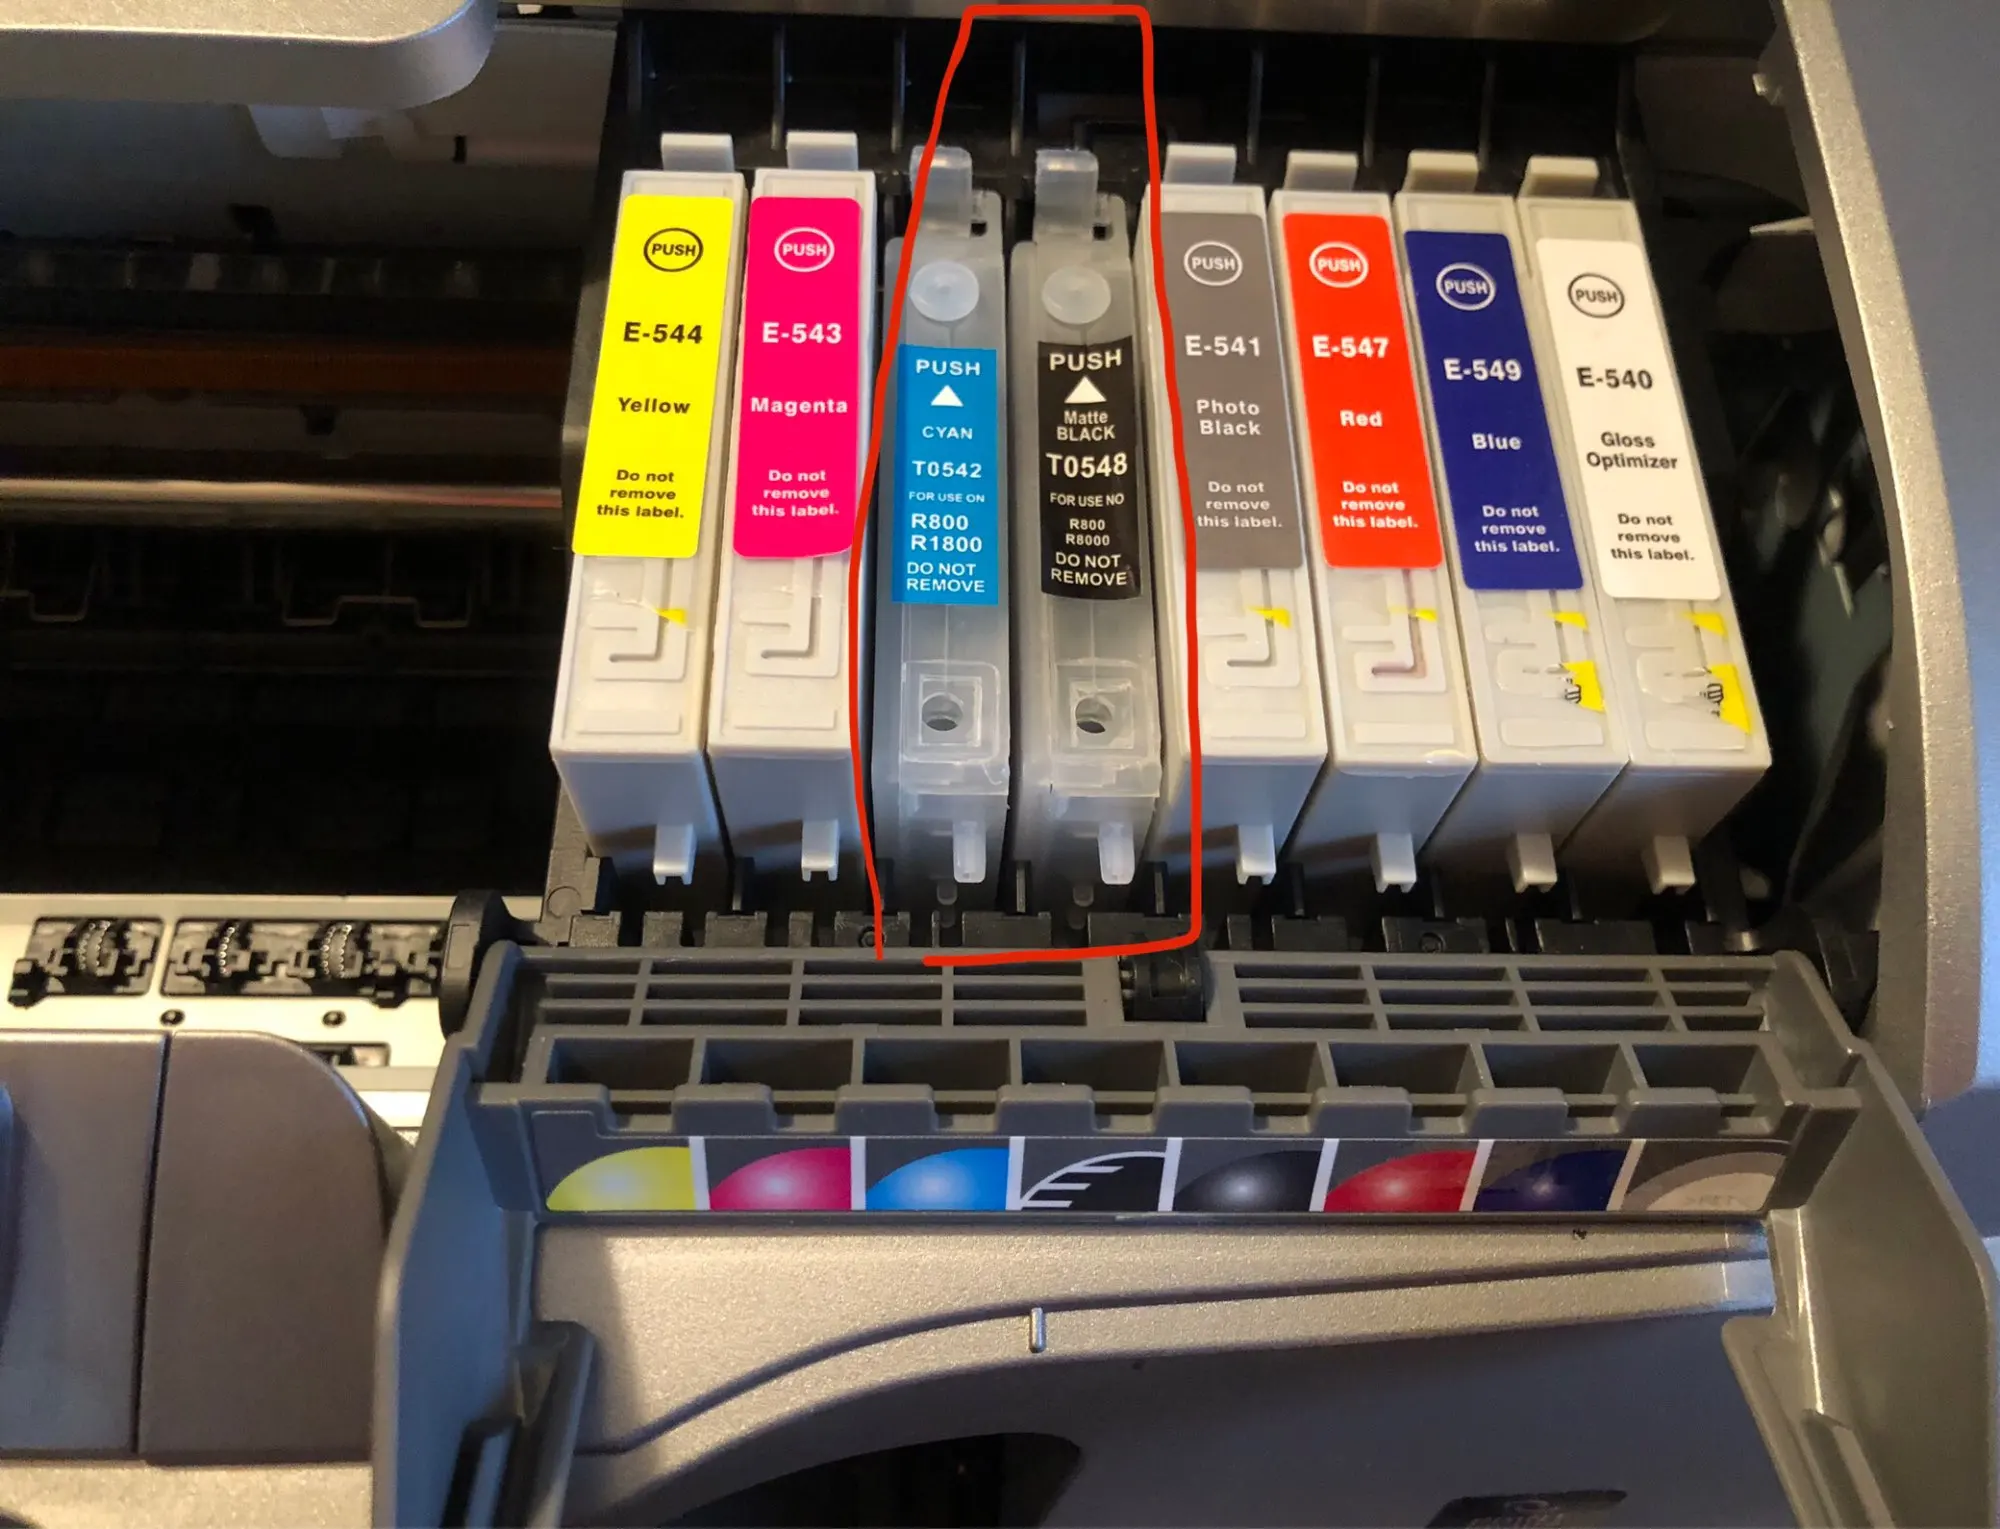 PUSH
E-544
Yellow
Do not
remove
this label.
PUSH
E-543
Magenta
Do not
remove
this label.
PUSH
CYAN
T0542
FOR USE ON
R800
R1800
DO NOT
REMOVE
PUSH
Matte
BLACK
T0548
FOR USE NO
R800
R8000
DO NOT
REMOVE
PUSH
E-541
Photo
Black
Do not
remove
this label.
PUSH
E-547
Red
Do not
remove
this label.
PUSH
E-549
Blue
Do not
remove
this label.
PUSH
E-540
Gloss
Optimizer
Do not
remove
this label.